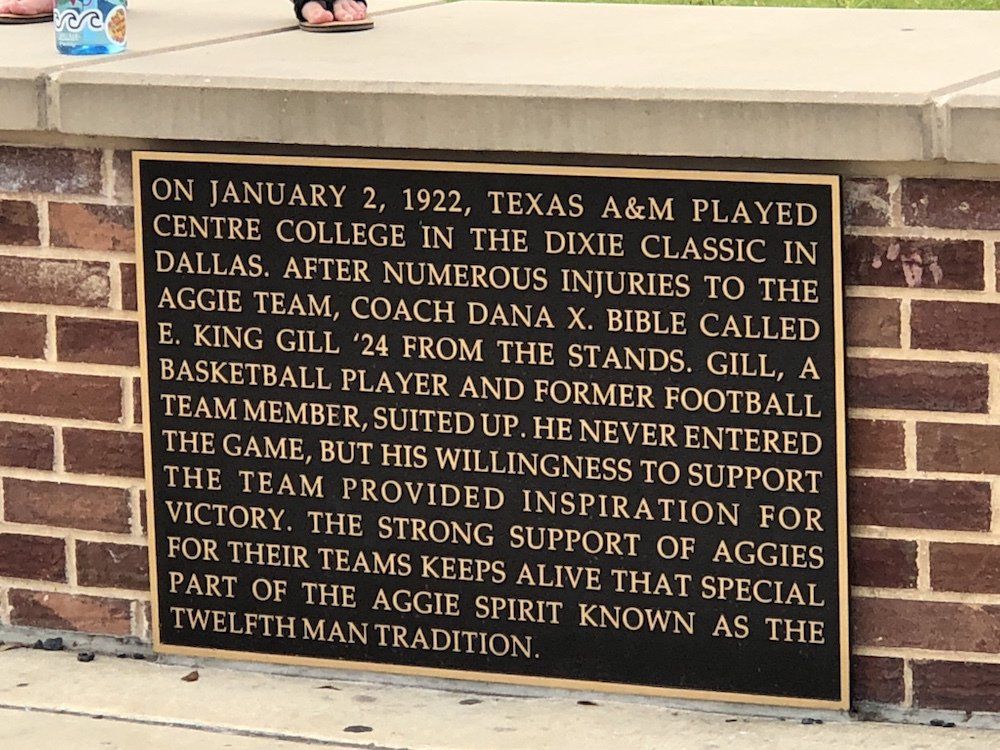 ON JANUARY 2, 1922, TEXAS A&M PLAYED
CENTRE COLLEGE IN THE DIXIE CLASSIC IN
DALLAS. AFTER NUMEROUS INJURIES TO THE
AGGIE TEAM, COACH DANA X. BIBLE CALLED
E. KING GILL '24 FROM THE STANDS. GILL, A
BASKETBALL PLAYER AND FORMER FOOTBALL
TEAM MEMBER, SUITED UP. HE NEVER ENTERED
THE GAME, BUT HIS WILLINGNESS TO SUPPORT
THE TEAM PROVIDED INSPIRATION FOR
VICTORY. THE STRONG SUPPORT OF AGGIES
FOR THEIR TEAMS KEEPS ALIVE THAT SPECIAL
PART OF THE AGGIE SPIRIT KNOWN AS THE
TWELFTH MAN TRADITION.